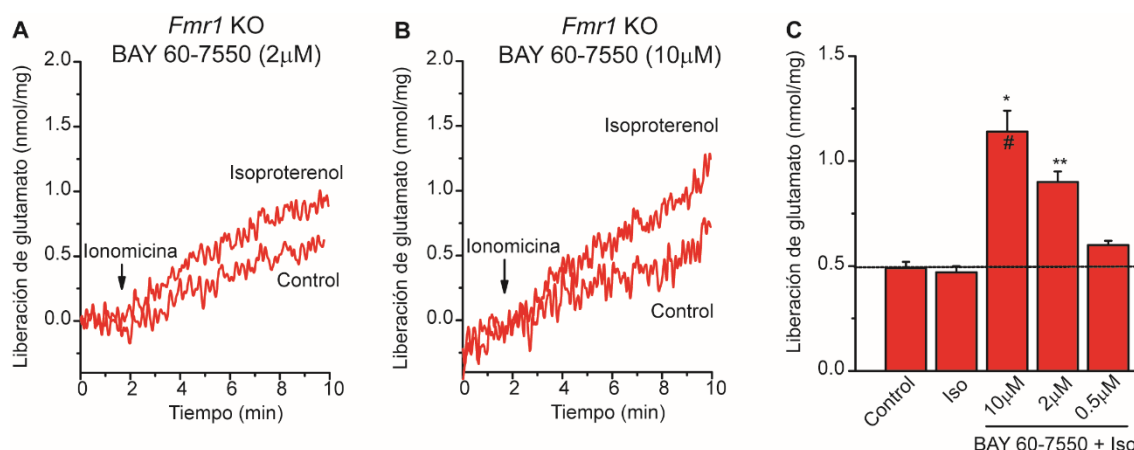 A
Fmr1 KO
BAY 60-7550 (2μM)
Liberación de glutamato (nmol/mg)
2.0
1.5
1.0
0.5
0.0
Isoproterenol
Ionomicina
Control
0 2 4 6 8 10
Tiempo (min)
B
Fmr1 KO
BAY 60-7550 (10μM)
Liberación de glutamato (nmol/mg)
2.0
1.5
1.0
0.5
0.0
Isoproterenol
Ionomicina
Control
0 2 4 6 8 10
Tiempo (min)
C
Liberación de glutamato (nmol/mg)
1.5
1.0
0.5
0.0
*
#
**
Control
Iso
10μM
2μM
0.5μM
BAY 60-7550 + Iso